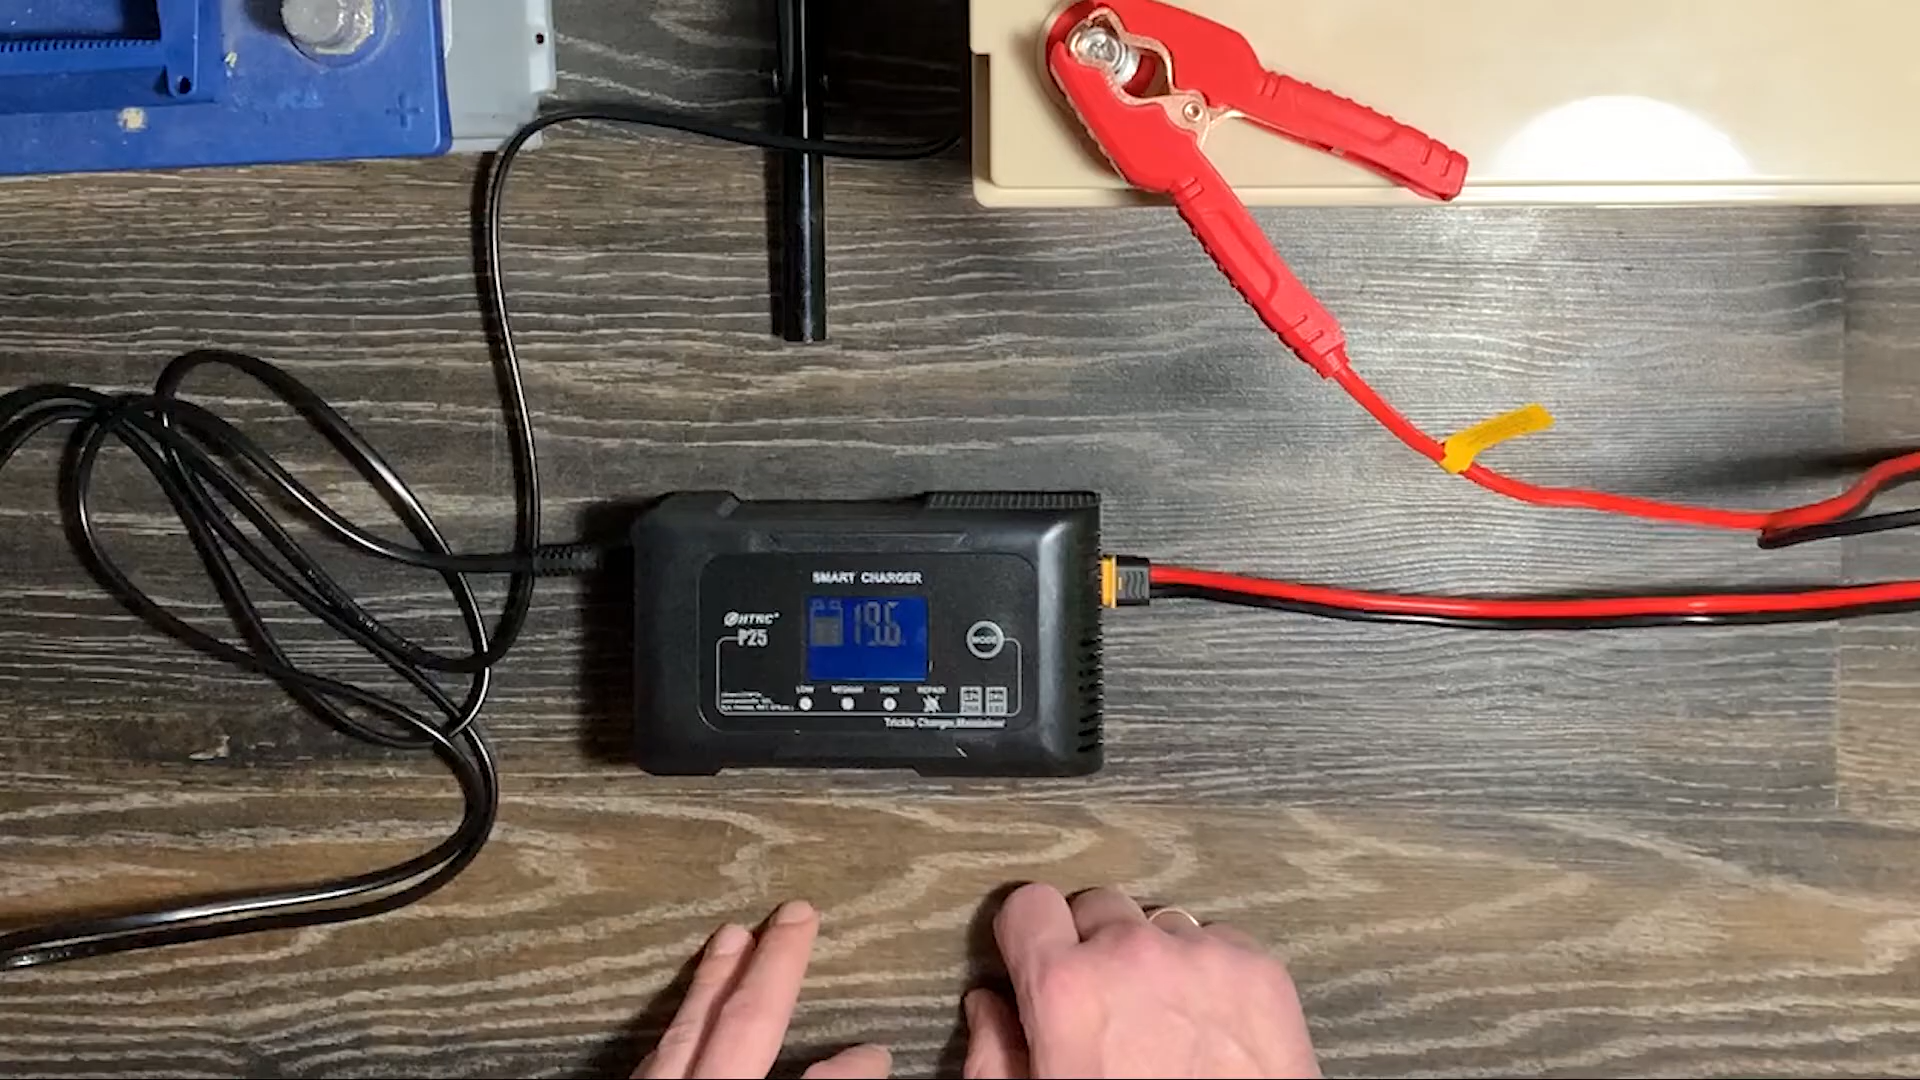 SMART CHARGER
HTRC®
P25
19.6
MODE
LOW MEDIUM HIGH REPAIR
Trickle Charger Maintainer